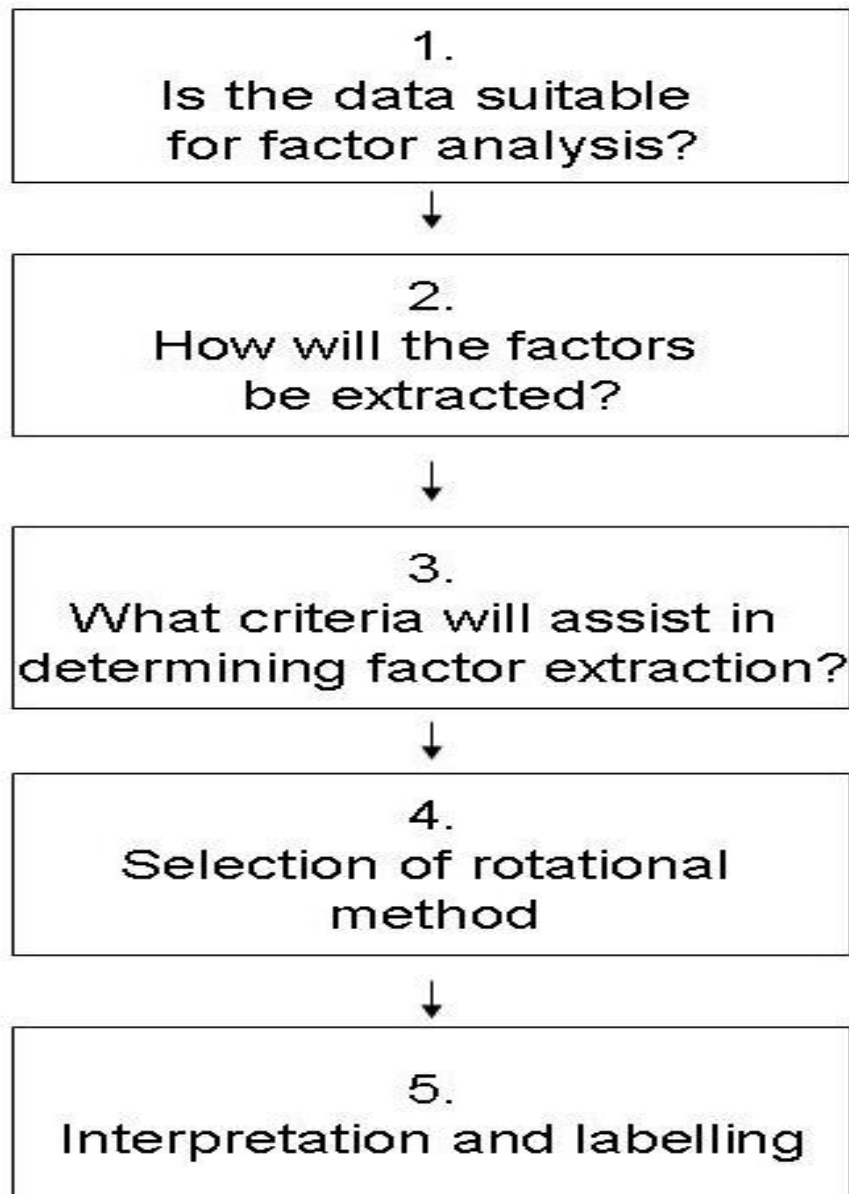 1.
Is the data suitable
for factor analysis?
2.
How will the factors
be extracted?
3.
What criteria will assist in
determining factor extraction?
4.
Selection of rotational
method
5.
Interpretation and labelling